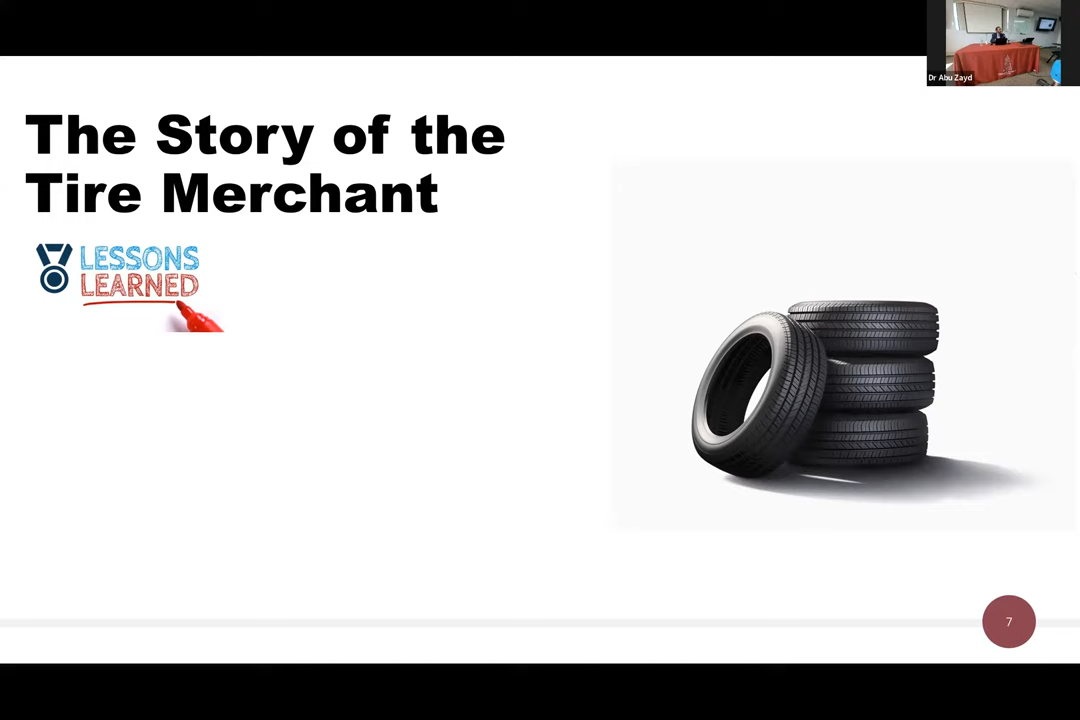 Dr Abu Zayd
The Story of the
Tire Merchant
LESSONS
LEARNED
7